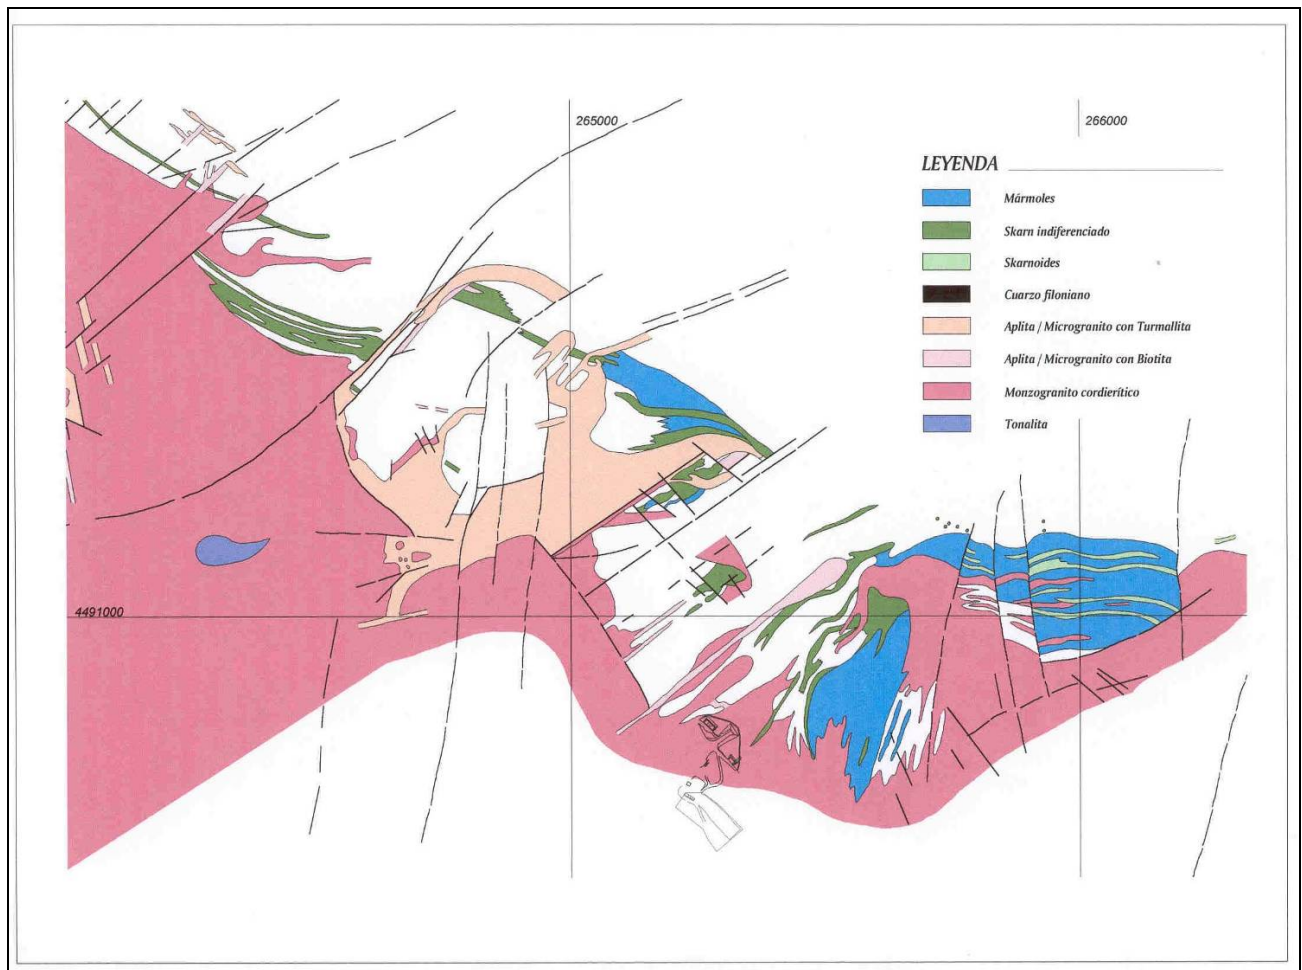 265000
266000
LEYENDA
Mármoles
Skarn indiferenciado
Skarnoides
Cuarzo filoniano
Aplita / Microgranito con Turmallita
Aplita / Microgranito con Biotita
Monzogranito cordierítico
Tonalita
4491000